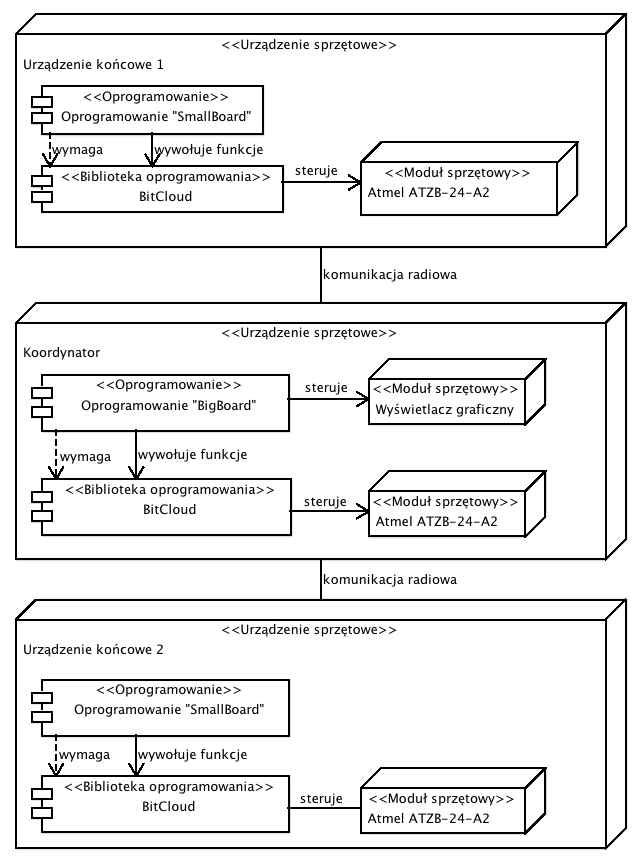 <<Urządzenie sprzętowe>>
Urządzenie końcowe 1
<<Oprogramowanie>>
Oprogramowanie "SmallBoard"
wymaga
wywołuje funkcje
<<Biblioteka oprogramowania>>
BitCloud
steruje
<<Moduł sprzętowy>>
Atmel ATZB-24-A2
komunikacja radiowa
<<Urządzenie sprzętowe>>
Koordynator
<<Oprogramowanie>>
Oprogramowanie "BigBoard"
steruje
<<Moduł sprzętowy>>
Wyświetlacz graficzny
wymaga
wywołuje funkcje
<<Biblioteka oprogramowania>>
BitCloud
steruje
<<Moduł sprzętowy>>
Atmel ATZB-24-A2
komunikacja radiowa
<<Urządzenie sprzętowe>>
Urządzenie końcowe 2
<<Oprogramowanie>>
Oprogramowanie "SmallBoard"
wymaga
wywołuje funkcje
<<Biblioteka oprogramowania>>
BitCloud
steruje
<<Moduł sprzętowy>>
Atmel ATZB-24-A2